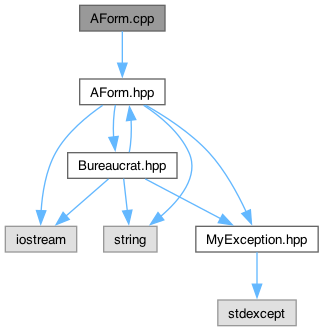 AForm.cpp
AForm.hpp
Bureaucrat.hpp
iostream
string
MyException.hpp
stdexcept